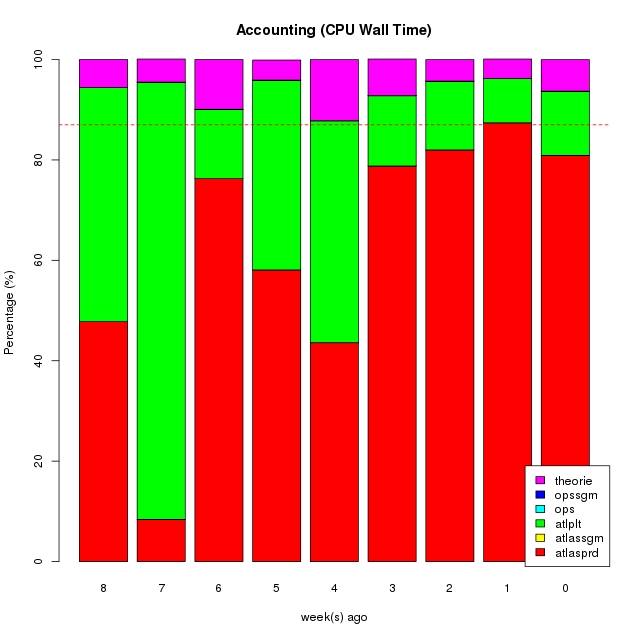 Accounting (CPU Wall Time)
Percentage (%)
100
80
60
40
20
0
theorie
opssgm
ops
atlplt
atlassgm
atlasprd
8 7 6 5 4 3 2 1 0
week(s) ago